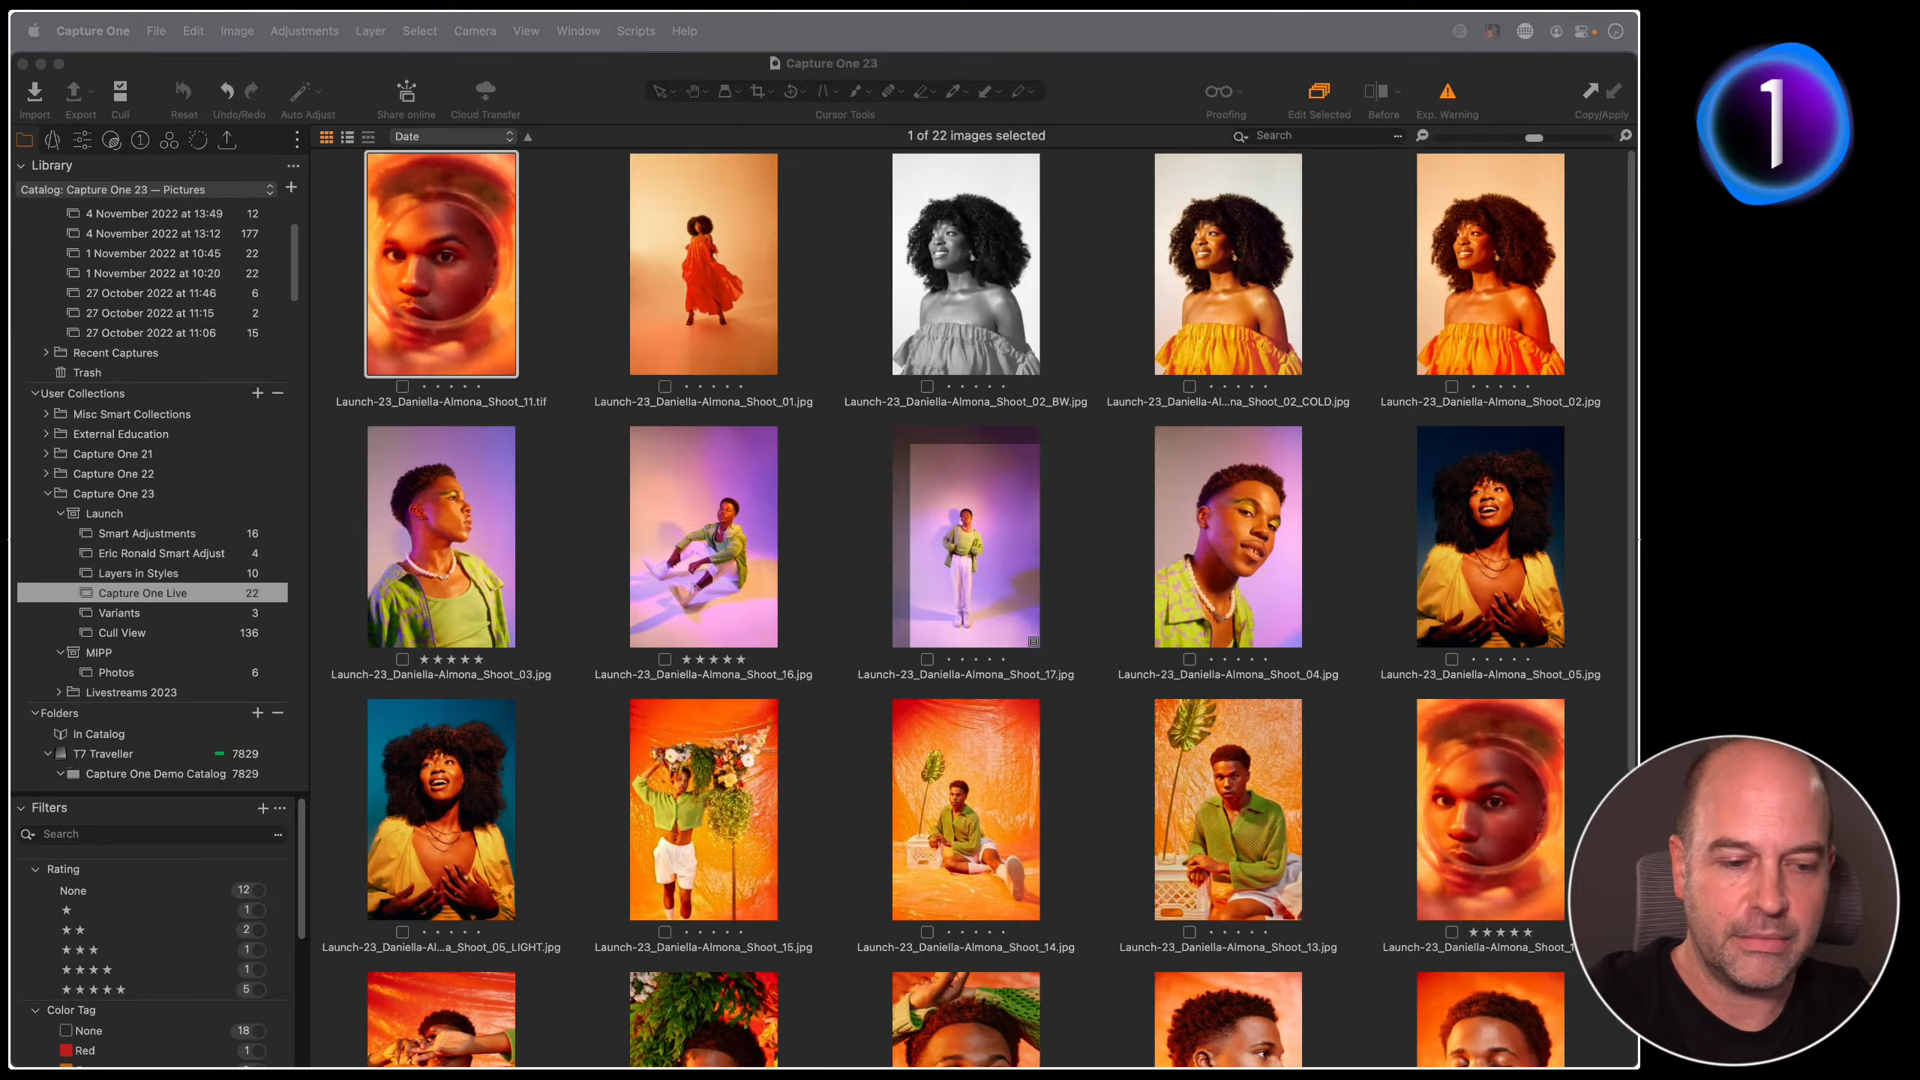 Capture One File Edit Image Adjustments Layer Select Camera View Window Scripts Help
Capture One 23
Import Export Cull Reset Undo/Redo Auto Adjust Share online Cloud Transfer Cursor Tools Proofing Edit Selected Before Exp. Warning Copy/Apply
Date
1 of 22 images selected
Search
Library
Catalog: Capture One 23 — Pictures
4 November 2022 at 13:49 12
4 November 2022 at 13:12 177
1 November 2022 at 10:45 22
1 November 2022 at 10:20 22
27 October 2022 at 11:46 6
27 October 2022 at 11:15 2
27 October 2022 at 11:06 15
Recent Captures
Trash
User Collections
Misc Smart Collections
External Education
Capture One 21
Capture One 22
Capture One 23
Launch
Smart Adjustments 16
Eric Ronald Smart Adjust 4
Layers in Styles 10
Capture One Live 22
Variants 3
Cull View 136
MIPP
Photos 6
Livestreams 2023
Folders
In Catalog
T7 Traveller 7829
Capture One Demo Catalog 7829
Filters
Search
Rating
None 12
★ 1
★ ★ 2
★ ★ ★ 1
★ ★ ★ ★ 1
★ ★ ★ ★ ★ 5
Color Tag
None 18
Red 1
Launch-23_Daniella-Almona_Shoot_11.tif
Launch-23_Daniella-Almona_Shoot_01.jpg
Launch-23_Daniella-Almona_Shoot_02_BW.jpg
Launch-23_Daniella-Al...na_Shoot_02_COLD.jpg
Launch-23_Daniella-Almona_Shoot_02.jpg
Launch-23_Daniella-Almona_Shoot_03.jpg
Launch-23_Daniella-Almona_Shoot_16.jpg
Launch-23_Daniella-Almona_Shoot_17.jpg
Launch-23_Daniella-Almona_Shoot_04.jpg
Launch-23_Daniella-Almona_Shoot_05.jpg
Launch-23_Daniella-Al...a_Shoot_05_LIGHT.jpg
Launch-23_Daniella-Almona_Shoot_15.jpg
Launch-23_Daniella-Almona_Shoot_14.jpg
Launch-23_Daniella-Almona_Shoot_13.jpg
Launch-23_Daniella-Almona_Shoot_1
1